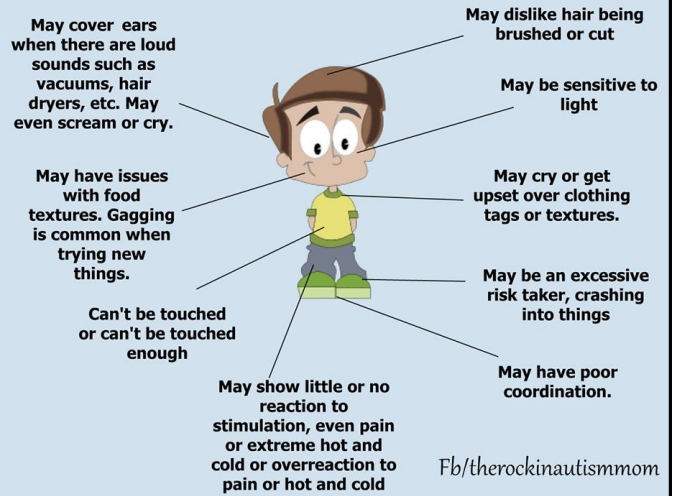 May cover ears
when there are loud
sounds such as
vacuums, hair
dryers, etc. May
even scream or cry.
May dislike hair being
brushed or cut
May be sensitive to
light
May have issues
with food
textures. Gagging
is common when
trying new
things.
May cry or get
upset over clothing
tags or textures.
Can't be touched
or can't be touched
enough
May be an excessive
risk taker, crashing
into things
May have poor
coordination.
May show little or no
reaction to
stimulation, even pain
or extreme hot and
cold or overreaction to
pain or hot and cold
Fb/therockinautismmom